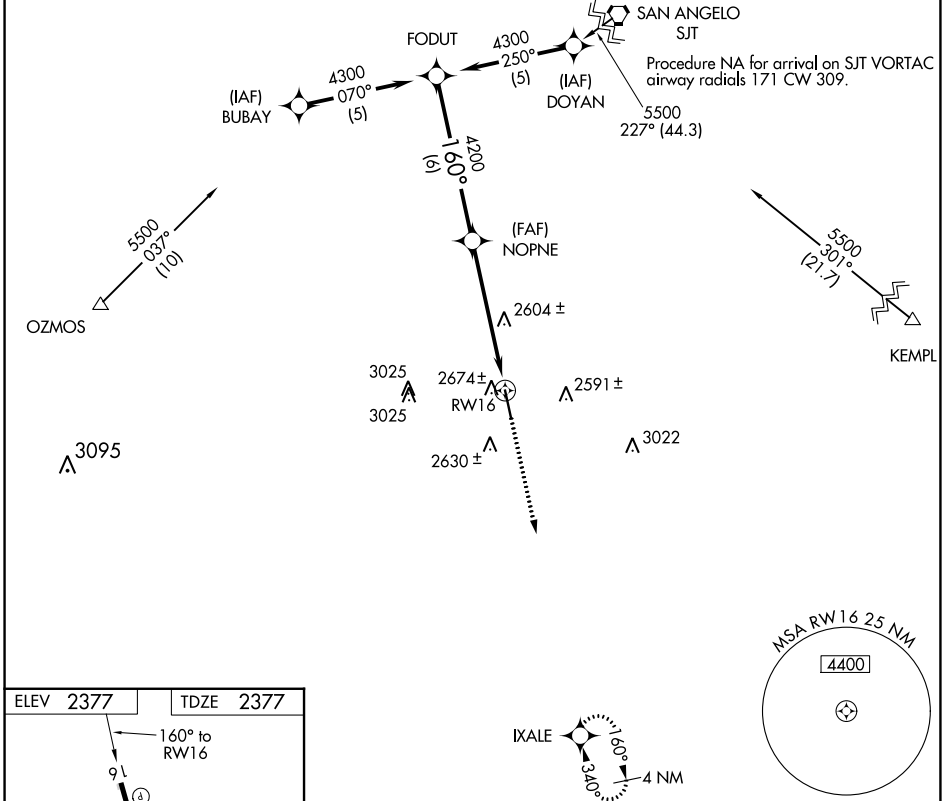 SAN ANGELO
SJT
Procedure NA for arrival on SJT VORTAC
airway radials 171 CW 309.
5500
227° (44.3)
FODUT
4300
250°
(5)
(IAF)
DOYAN
4300
070°
(5)
(IAF)
BUBAY
4200
160°
(6)
(FAF)
NOPNE
5500
037°
(10)
OZMOS
5500
301°
(21.7)
KEMPL
2604 ±
3025
3025
2674±
RW16
2591 ±
2630 ±
3022
3095
MSA RW16 25 NM
4400
ELEV 2377
TDZE 2377
160° to
RW16
16
P
IXALE
160°
340°
4 NM